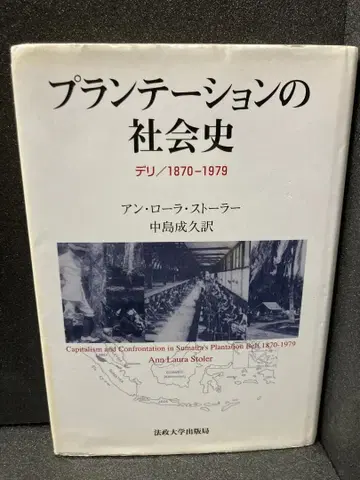 プランテーションの
社会史
デリ／1870−1979
アン・ローラ・ストーラー
中島成久訳
Capitalism and Confrontation in Sumatra's Plantation Belt, 1870-1979
Ann Laura Stoler
法政大学出版局